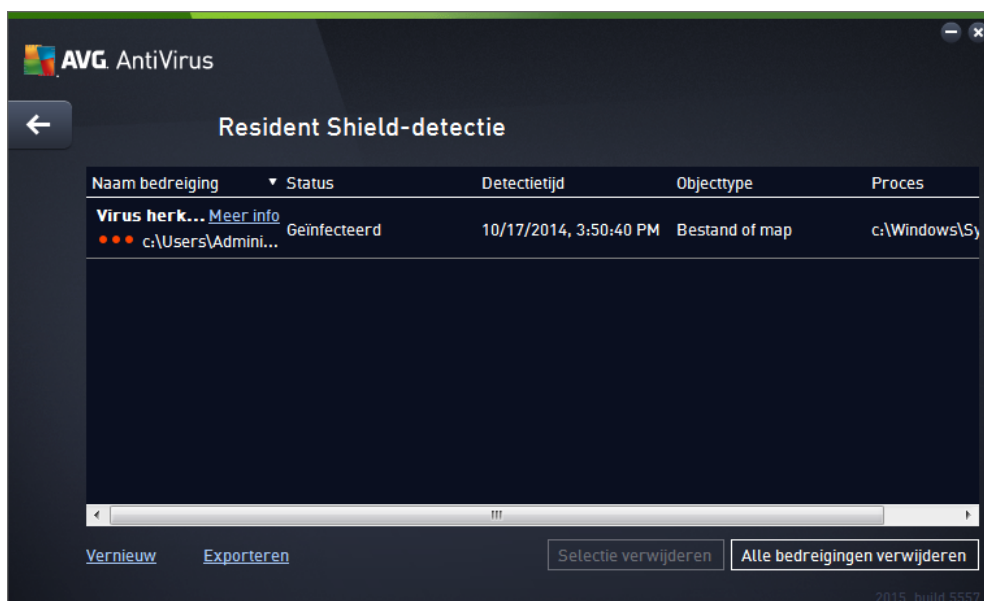 AVG. AntiVirus
Resident Shield-detectie
Naam bedreiging Status Detectietijd Objecttype Proces
Virus herk... Meer info
Geïnfecteerd 10/17/2014, 3:50:40 PM Bestand of map c:\Windows\Sy
c:\Users\Admini...
Vernieuw Exporteren Selectie verwijderen Alle bedreigingen verwijderen
2015. build 5557